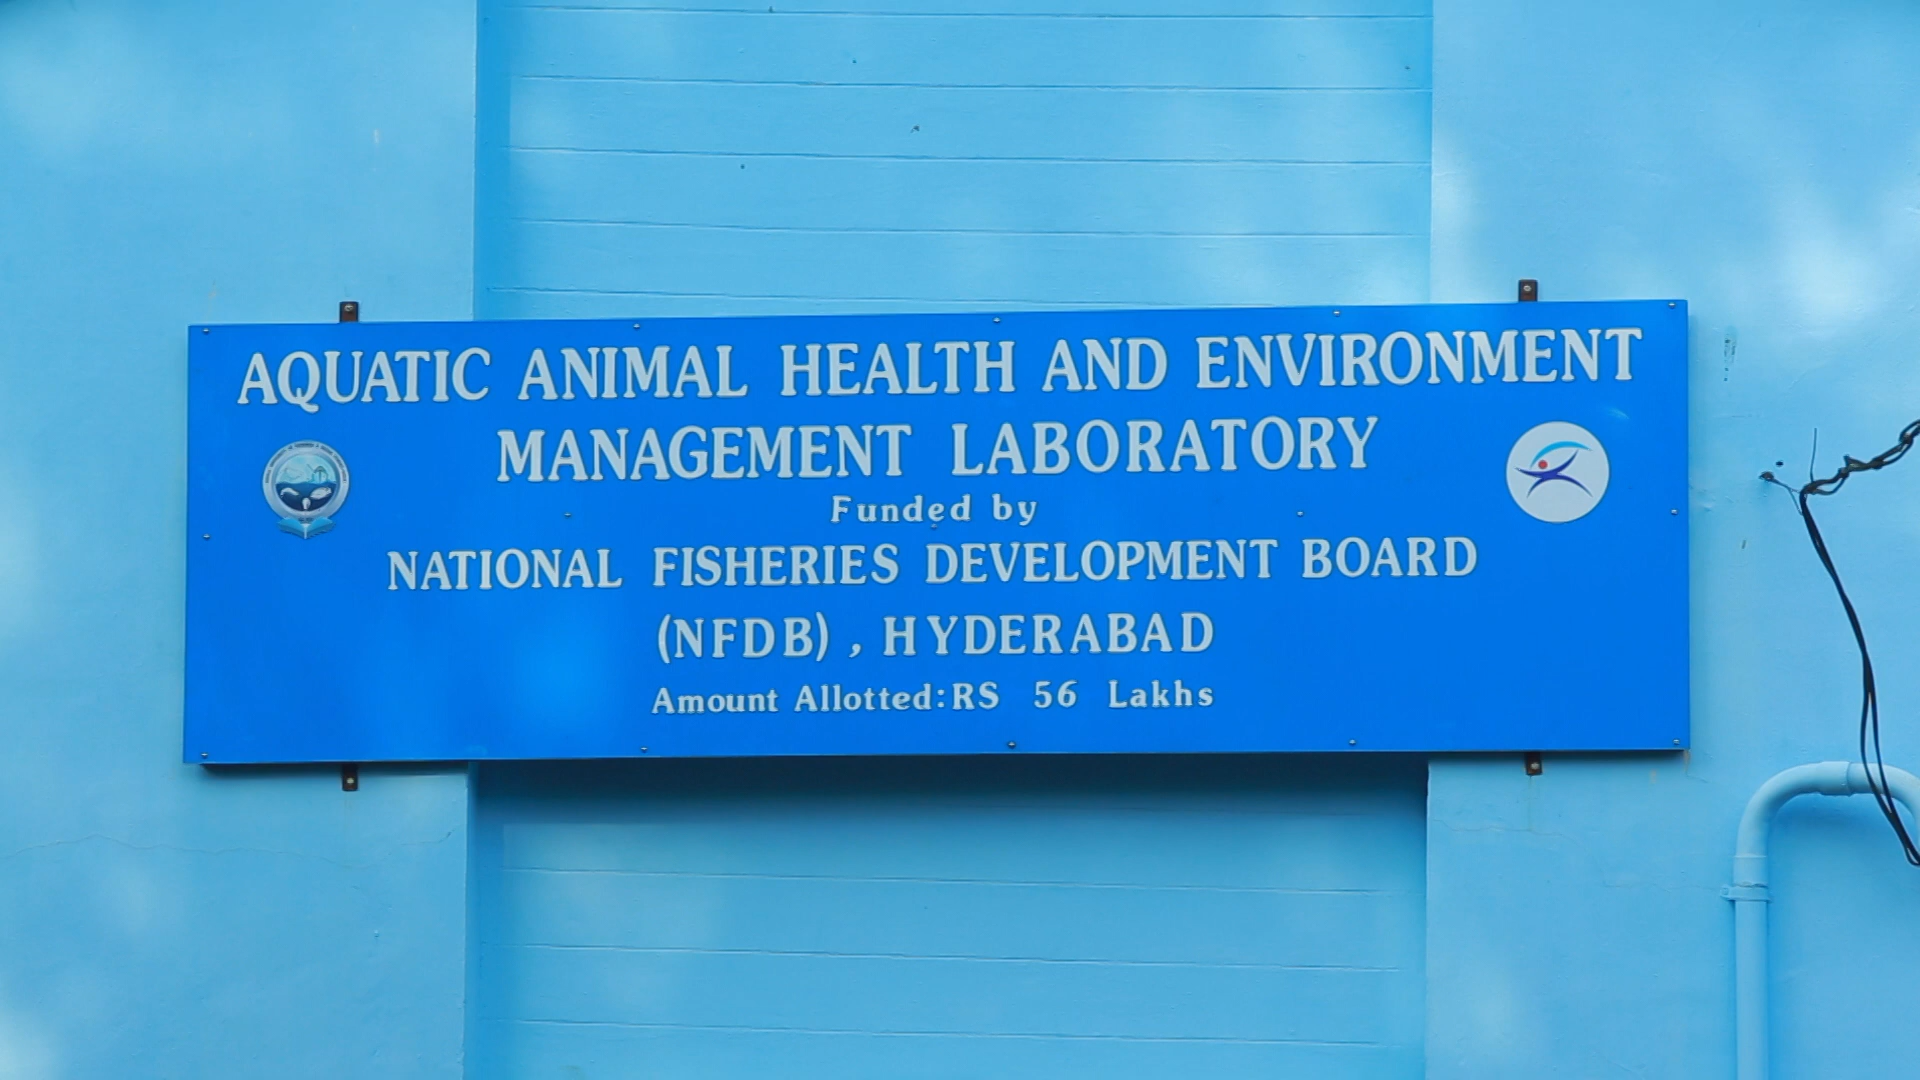 AQUATIC ANIMAL HEALTH AND ENVIRONMENT
MANAGEMENT LABORATORY
Funded by
NATIONAL FISHERIES DEVELOPMENT BOARD
(NFDB) , HYDERABAD
Amount Allotted:RS 56 Lakhs